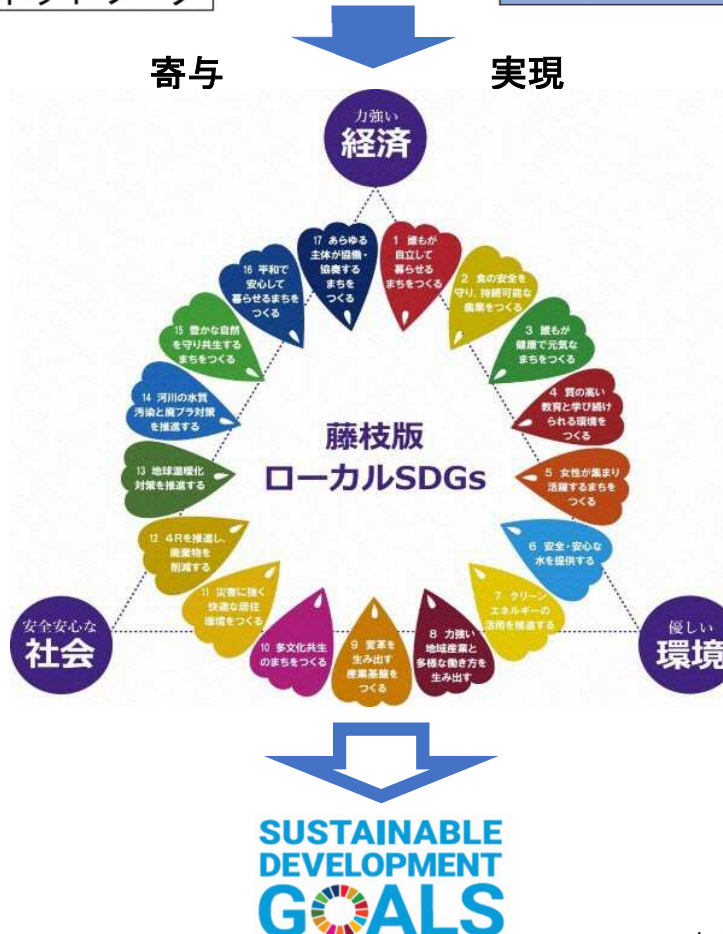 寄与
実現
力強い
経済
17 あらゆる
主体が協働・
協奏する
まちを
つくる
1 誰もが
自立して
暮らせる
まちをつくる
2 食の安全を
守り、持続可能な
農業をつくる
3 誰もが
健康で元気な
まちをつくる
4 質の高い
教育と学び続け
られる環境を
つくる
5 女性が集まり
活躍するまちを
つくる
6 安全・安心な
水を提供する
7 クリーン
エネルギーの
活用を推進する
8 力強い
地域産業と
多様な働き方を
生み出す
9 変革を
生み出す
産業基盤を
つくる
10 多文化共生
のまちをつくる
11 災害に強く
快適な居住
環境をつくる
12 4Rを推進し、
廃棄物を
削減する
13 地球温暖化
対策を推進する
14 河川の水質
汚染と廃プラ対策
を推進する
15 豊かな自然
を守り共生する
まちをつくる
16 平和で
安心して
暮らせるまちを
つくる
藤枝版
ローカルSDGs
安全安心な
社会
優しい
環境
SUSTAINABLE
DEVELOPMENT
GOALS